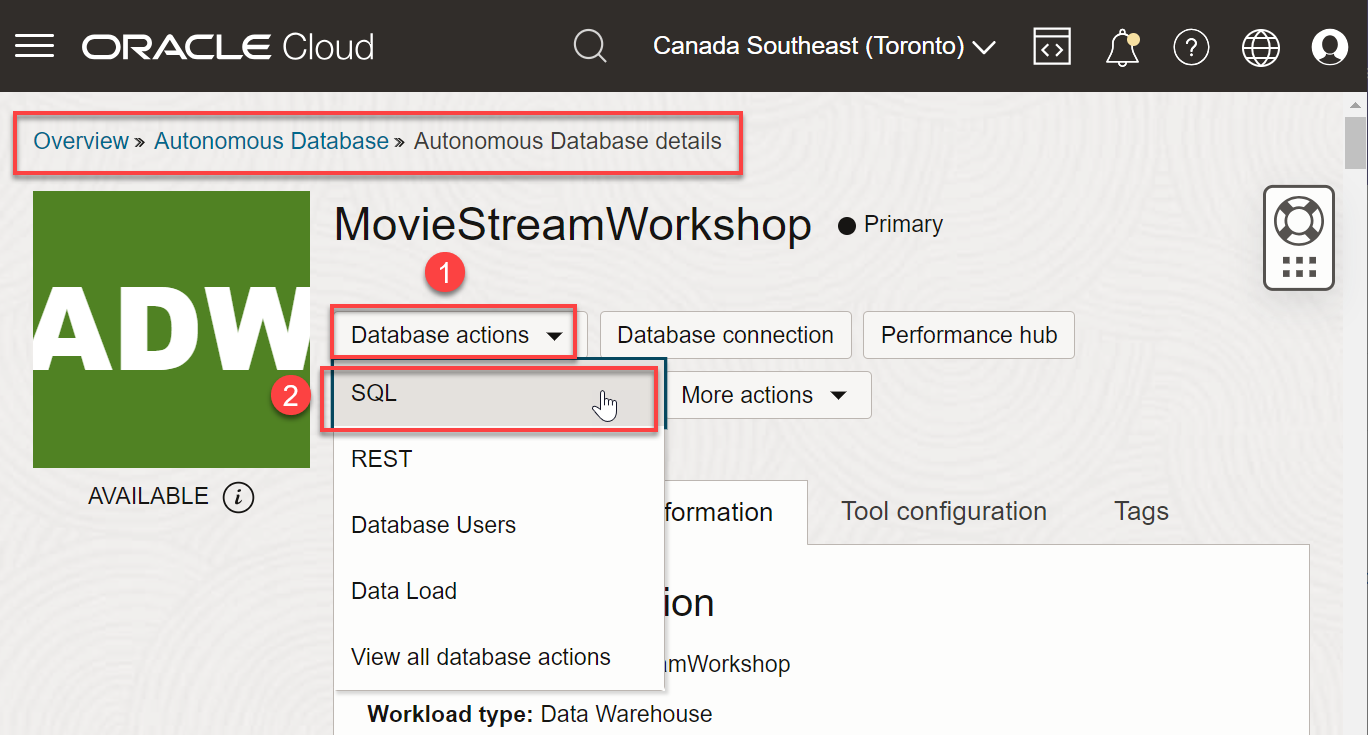 ORACLE Cloud
Canada Southeast (Toronto)
?
Overview » Autonomous Database » Autonomous Database details
ADW
MovieStreamWorkshop
Primary
1
Database actions
Database connection
Performance hub
2
SQL
More actions
REST
AVAILABLE i
Database Users
formation
Tool configuration
Tags
Data Load
ion
View all database actions
amWorkshop
Workload type: Data Warehouse